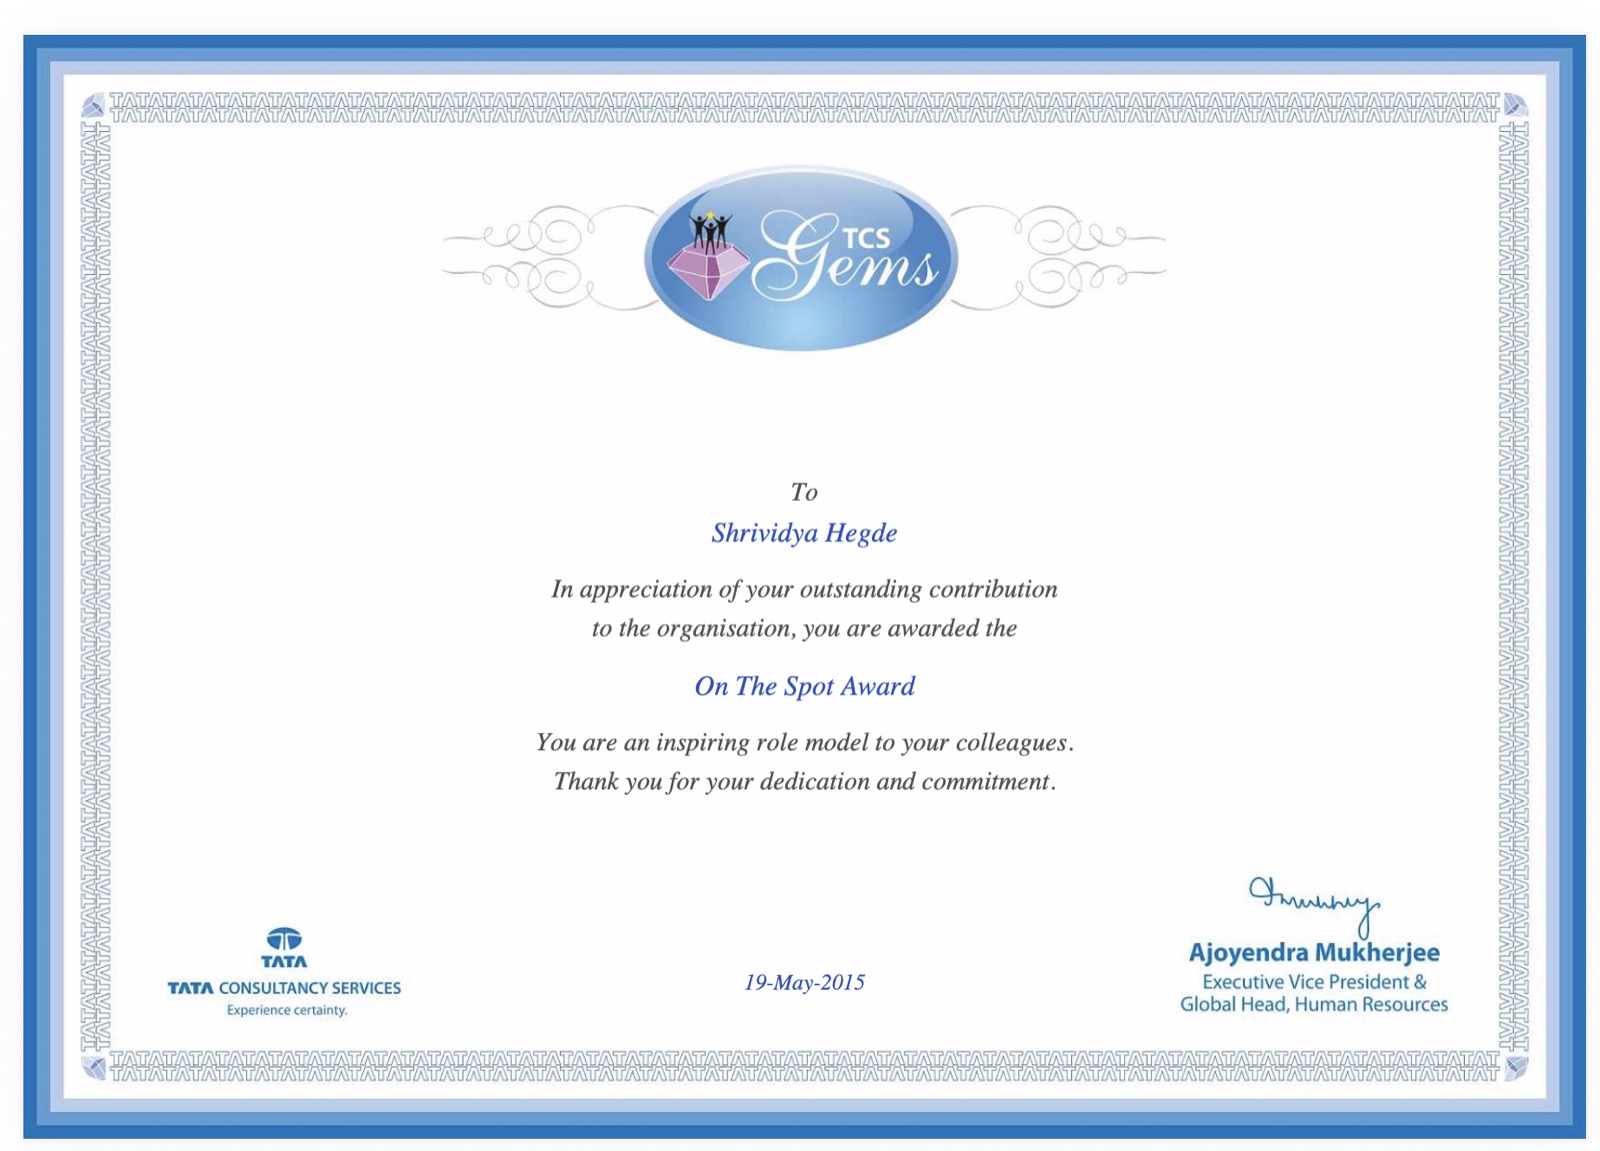 TCS
Gems
To
Shrividya Hegde
In appreciation of your outstanding contribution
to the organisation, you are awarded the
On The Spot Award
You are an inspiring role model to your colleagues.
Thank you for your dedication and commitment.
TATA
TATA CONSULTANCY SERVICES
Experience certainty.
19-May-2015
Ajoyendra Mukherjee
Executive Vice President &
Global Head, Human Resources